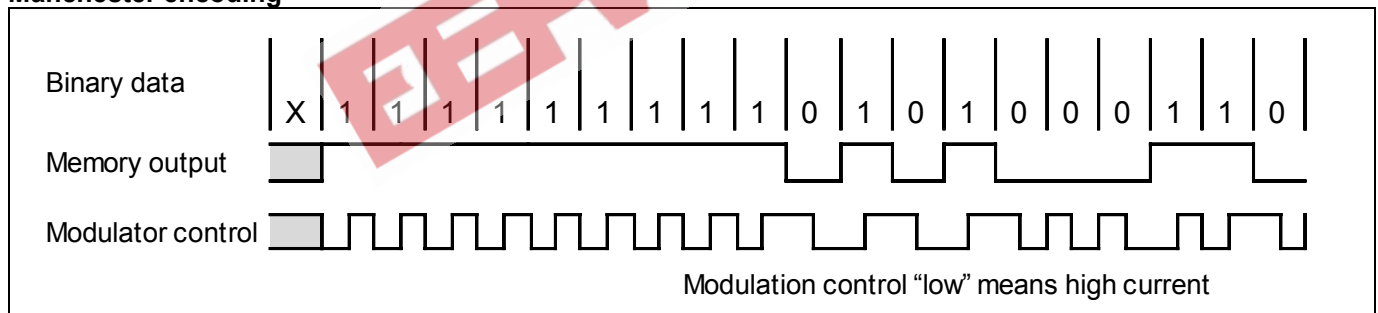 Manchester encoding
Binary data
X 1 1 1 1 1 1 1 1 1 0 1 0 1 0 0 0 1 1 0
Memory output
Modulator control
Modulation control “low” means high current